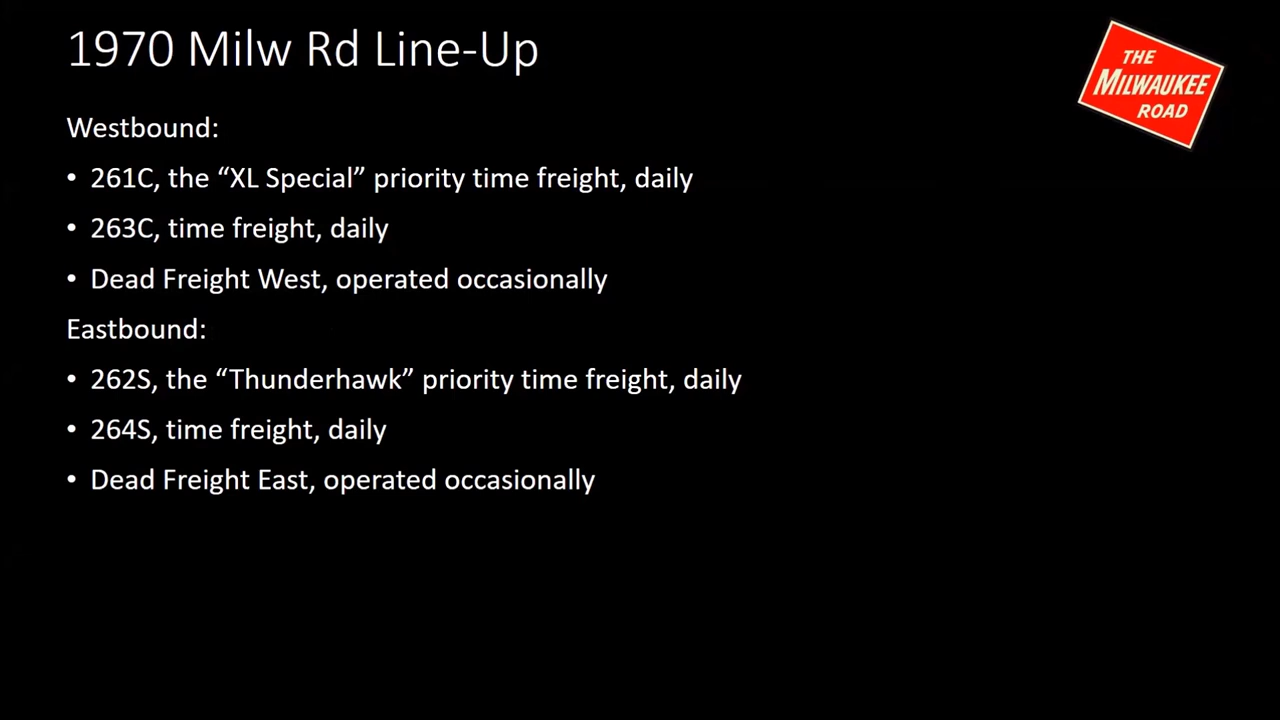 1970 Milw Rd Line-Up
THE
MILWAUKEE
ROAD
Westbound:
• 261C, the “XL Special” priority time freight, daily
• 263C, time freight, daily
• Dead Freight West, operated occasionally
Eastbound:
• 262S, the “Thunderhawk” priority time freight, daily
• 264S, time freight, daily
• Dead Freight East, operated occasionally